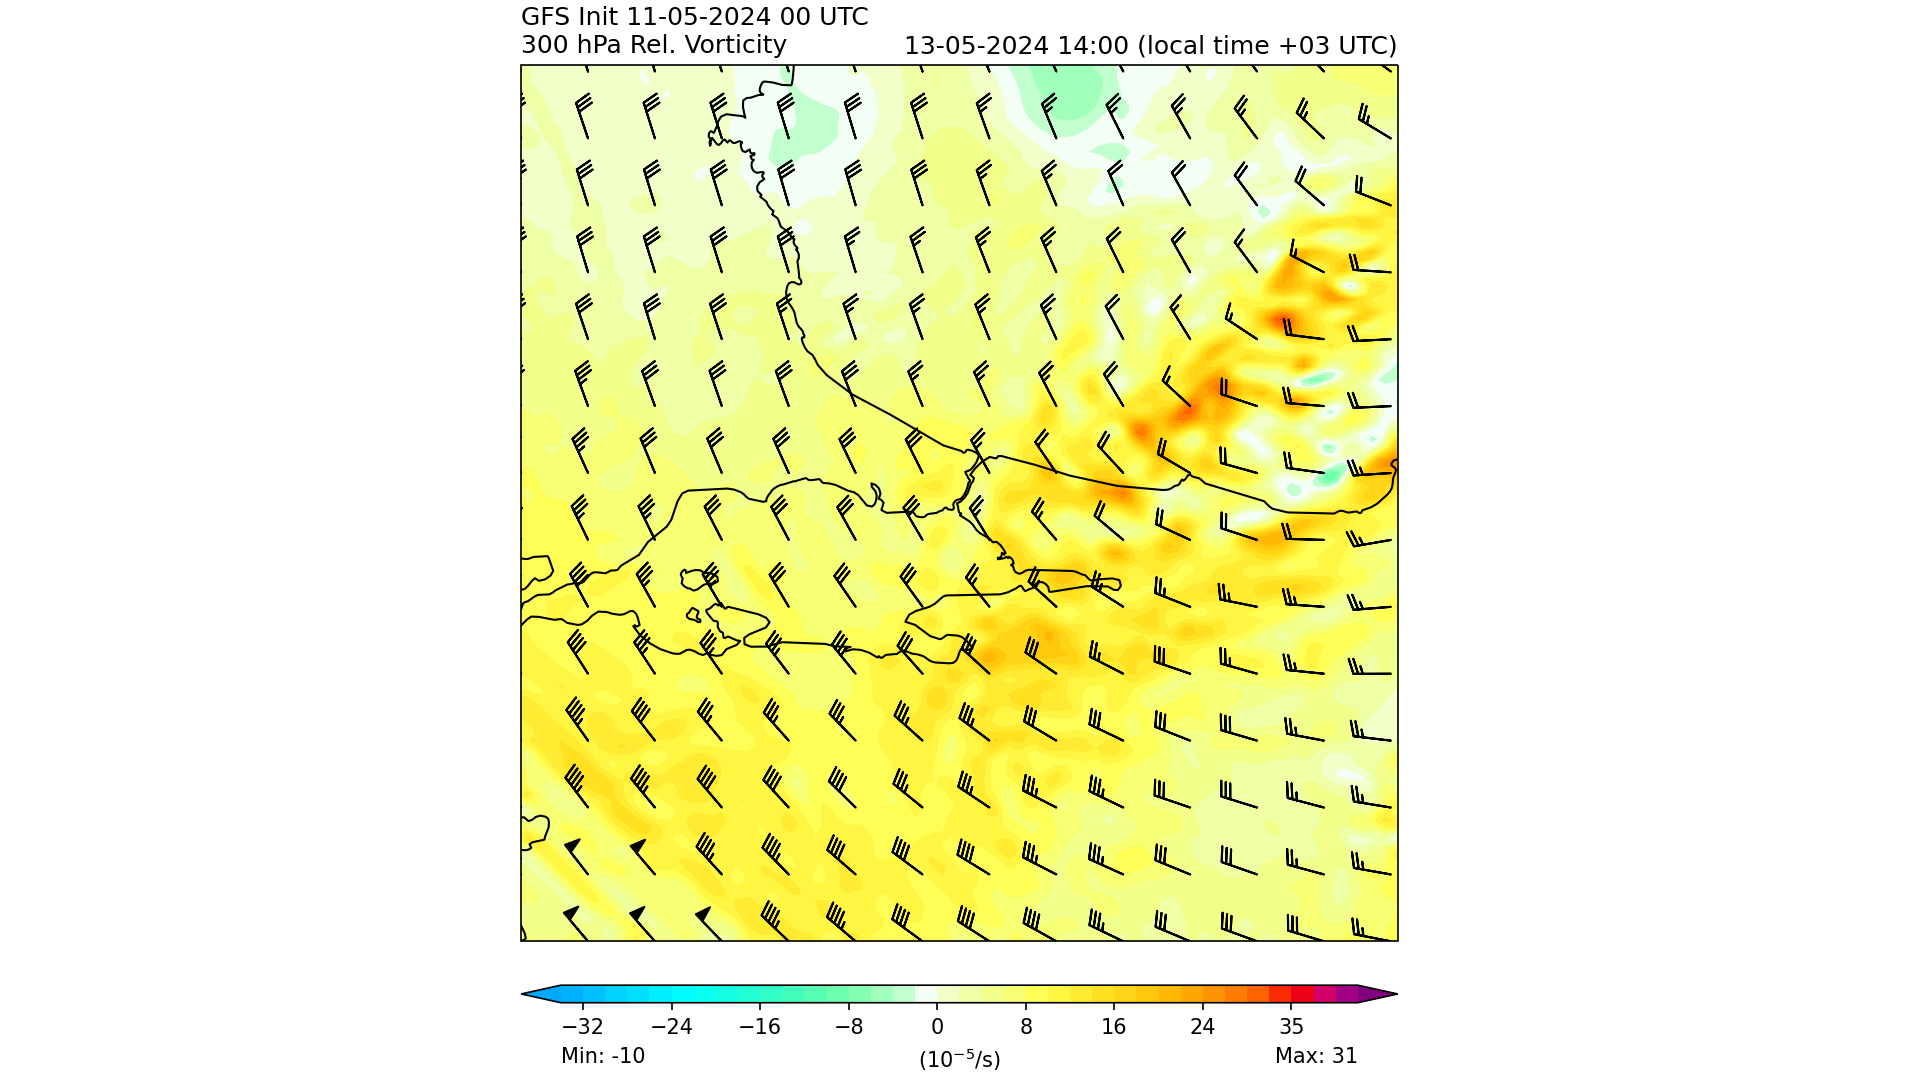 GFS Init 11-05-2024 00 UTC
300 hPa Rel. Vorticity
13-05-2024 14:00 (local time +03 UTC)
−32 −24 −16 −8 0 8 16 24 35
Min: -10
(10⁻⁵/s)
Max: 31